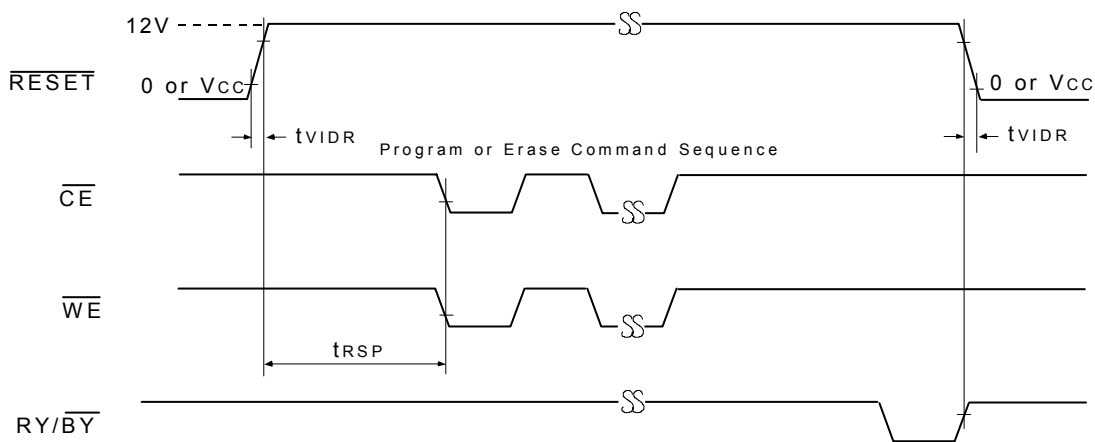 12V
RESET
0 or VCC
0 or VCC
tVIDR
tVIDR
Program or Erase Command Sequence
CE
WE
tRSP
RY/BY